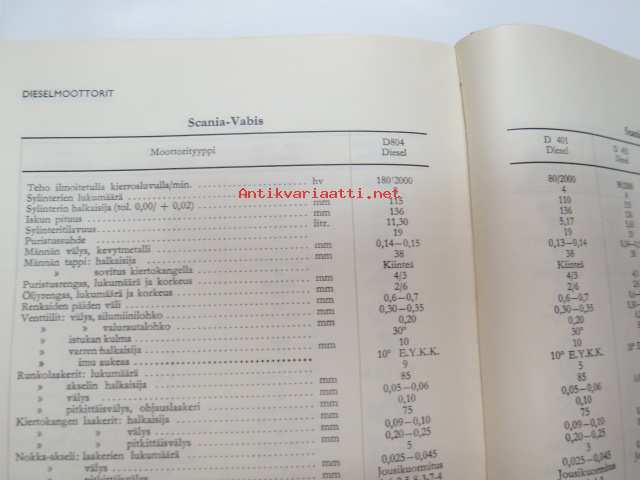 DIESELMOOTTORIT
Scania-Vabis
Moottorityyppi D804 Diesel
Teho ilmoitetulla kierrosluvulla/min. hv 180/2000
Sylinterien lukumäärä
Sylinterin halkaisija (tol. 0,00/ + 0,02) mm 115
Iskun pituus mm 136
Sylinteritilavuus litr. 11,30
Puristussuhde 19
Männän välys, kevytmetalli mm 0,14—0,15
Männän tappi: halkaisija mm 38
» sovitus kiertokangella Kiinteä
Puristusrengas, lukumäärä ja korkeus mm 4/3
Öljyrengas, lukumäärä ja korkeus mm 2/6
Renkaiden päiden väli mm 0,6—0,7
Venttiilit: välys, silumiinilohko mm 0,30—0,35
» » valurautalohko mm 0,20
» istukan kulma 30°
» varren halkaisija mm 10
» imu aukeaa 10° E.Y.K.K.
Runkolaakerit: lukumäärä 9
» akselin halkaisija mm 85
» välys mm 0,05—0,06
» pitkittäisvälys, ohjauslaakeri mm 0,10
Kiertokangen laakerit: halkaisija mm 75
» » välys mm 0,09—0,10
» » pitkittäisvälys mm 0,20—0,25
Nokka-akseli: laakerien lukumäärä 5
» välys mm 0,025—0,045
» pitkittäisvälys mm Jousikuormitus
D 401 Diesel
80/2000
4
110
136
5,17
19
0,13—0,14
38
Kiinteä
4/3
2/6
0,6—0,7
0,30—0,35
0,20
30°
10
10° E.Y.K.K.
5
85
0,05—0,06
0,10
75
0,09—0,10
0,20—0,25
3
0,025—0,045
Jousikuormitus
Antikvariaatti.net